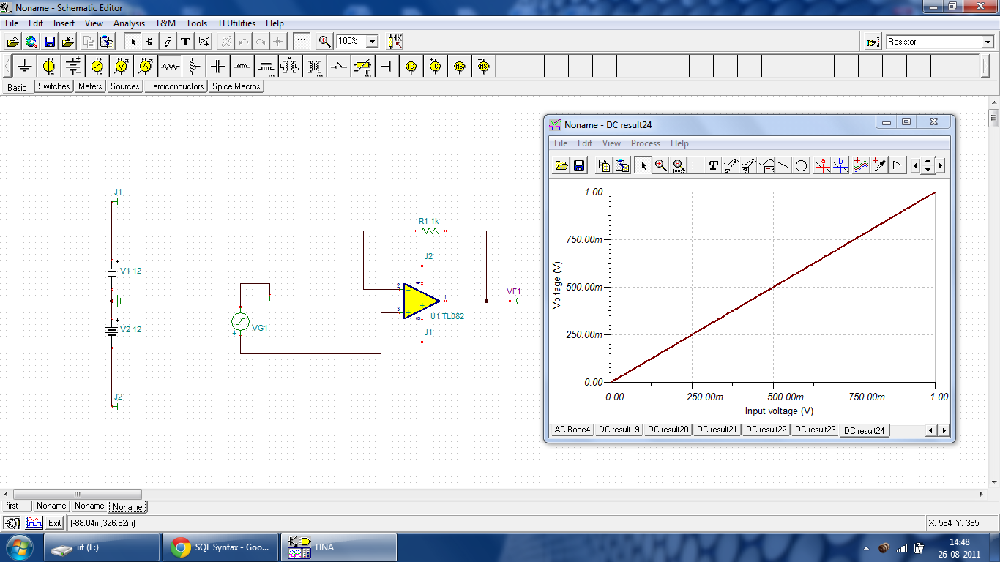 Noname - Schematic Editor
File Edit Insert View Analysis T&M Tools TI Utilities Help
100%
Resistor
Basic Switches Meters Sources Semiconductors Spice Macros
J1
V1 12
V2 12
J2
VG1
R1 1k
J2
4
2
3
1
8
U1 TL082
J1
VF1
Noname - DC result24
File Edit View Process Help
1.00
750.00m
500.00m
250.00m
0.00
Voltage (V)
0.00 250.00m 500.00m 750.00m 1.00
Input voltage (V)
AC Bode4 DC result19 DC result20 DC result21 DC result22 DC result23 DC result24
first Noname Noname Noname
Exit (-88.04m,326.92m) X: 594 Y: 365
iit (E:) SQL Syntax - Goo... TINA 14:48
26-08-2011